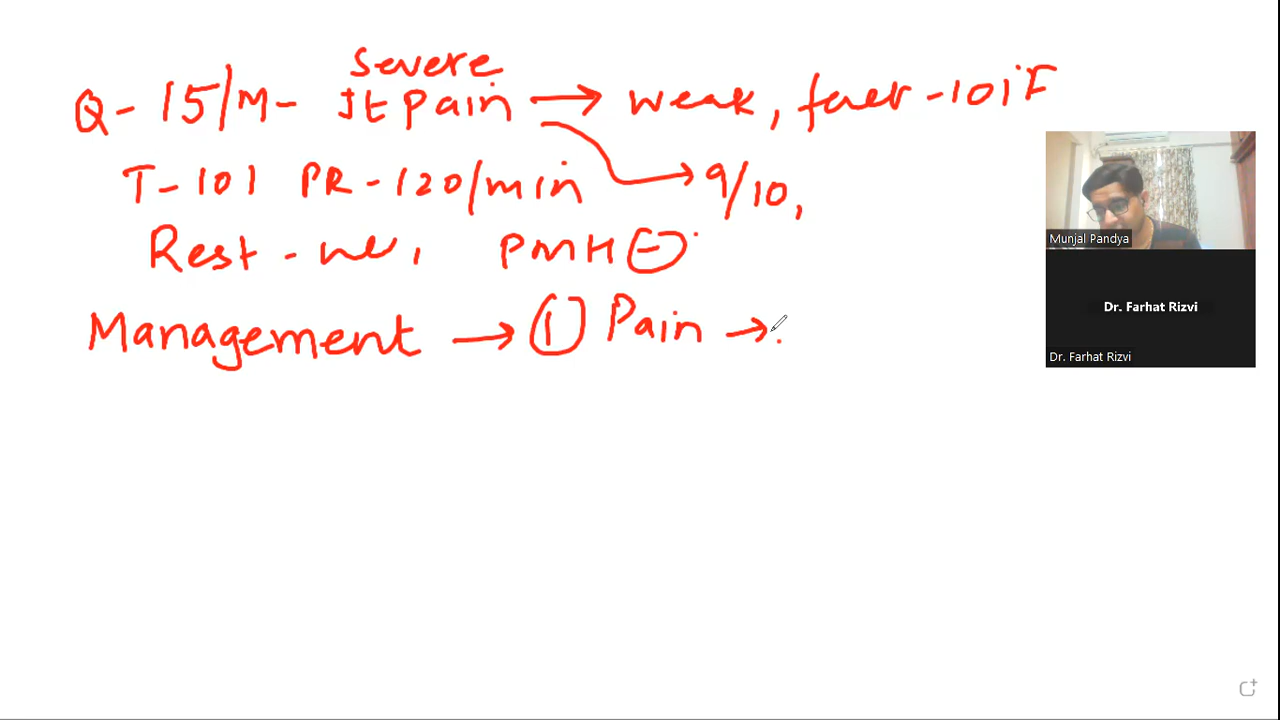 Severe
Q- 15/M- Jt Pain → weak, fever -101°F
T-101 PR-120/min → 9/10,
Rest - , PMH ⊖
Management → ① Pain →
Munjal Pandya
Dr. Farhat Rizvi
Dr. Farhat Rizvi